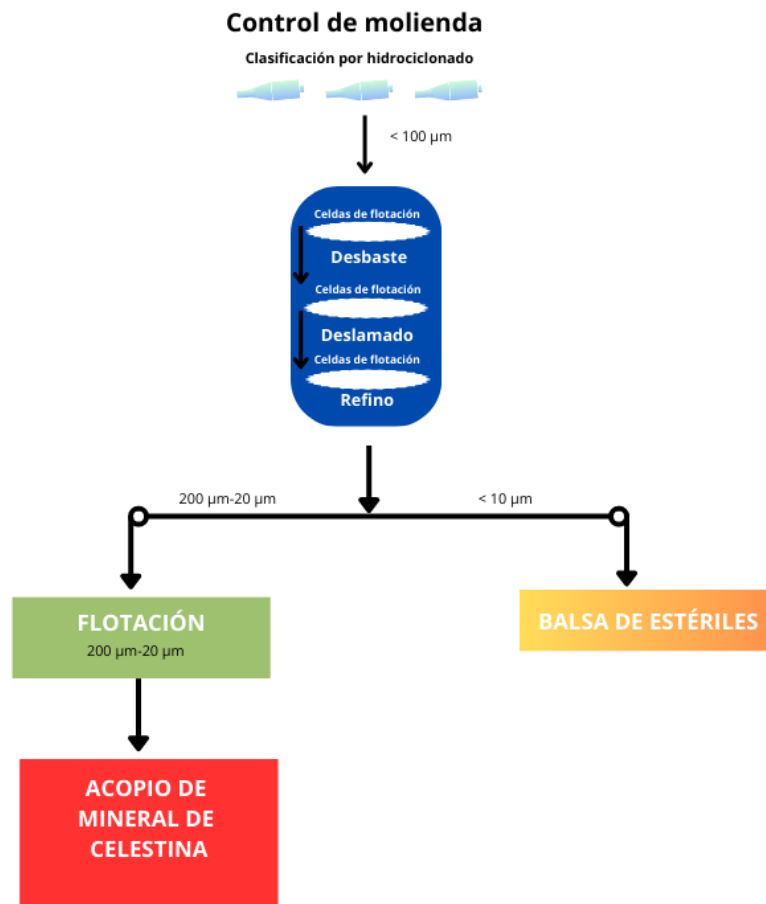 Control de molienda
Clasificación por hidrociclonado
< 100 µm
Celdas de flotación
Desbaste
Celdas de flotación
Deslamado
Celdas de flotación
Refino
200 µm-20 µm
< 10 µm
FLOTACIÓN
200 µm-20 µm
BALSA DE ESTÉRILES
ACOPIO DE
MINERAL DE
CELESTINA